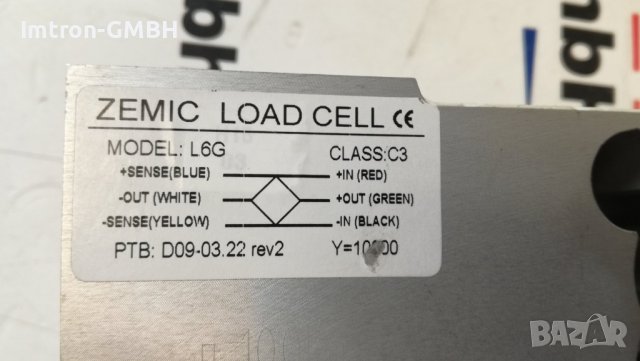 Imtron-GMBH
ZEMIC LOAD CELL CE
MODEL: L6G CLASS:C3
+SENSE(BLUE) +IN (RED)
-OUT (WHITE) +OUT (GREEN)
-SENSE(YELLOW) -IN (BLACK)
PTB: D09-03.22 rev2
BAZAR